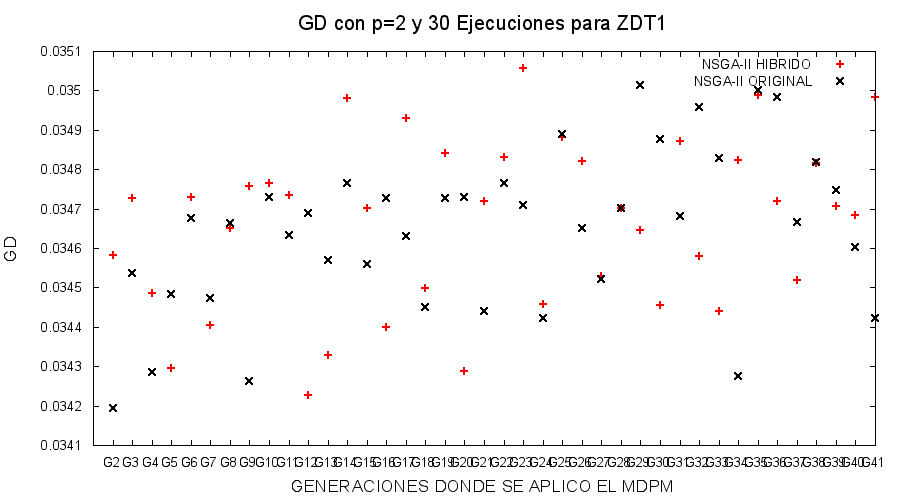 GD con p=2 y 30 Ejecuciones para ZDT1
NSGA-II HIBRIDO
NSGA-II ORIGINAL
0.0351
0.035
0.0349
0.0348
0.0347
0.0346
0.0345
0.0344
0.0343
0.0342
0.0341
GD
G2 G3 G4 G5 G6 G7 G8 G9 G10 G11 G12 G13 G14 G15 G16 G17 G18 G19 G20 G21 G22 G23 G24 G25 G26 G27 G28 G29 G30 G31 G32 G33 G34 G35 G36 G37 G38 G39 G40 G41
GENERACIONES DONDE SE APLICO EL MDPM